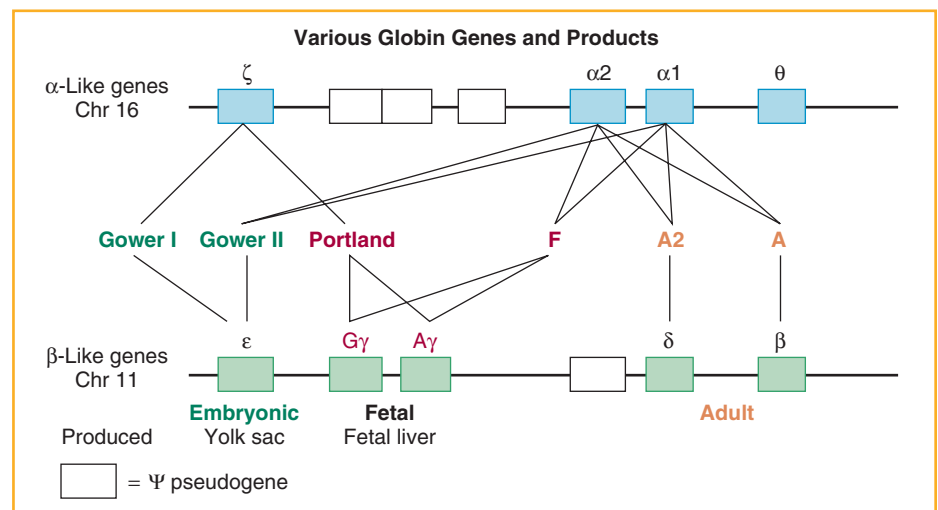 Various Globin Genes and Products
ζ α2 α1 θ
α-Like genes
Chr 16
Gower I Gower II Portland F A2 A
ε Gγ Aγ δ β
β-Like genes
Chr 11
Embryonic Fetal Adult
Produced Yolk sac Fetal liver
= Ψ pseudogene